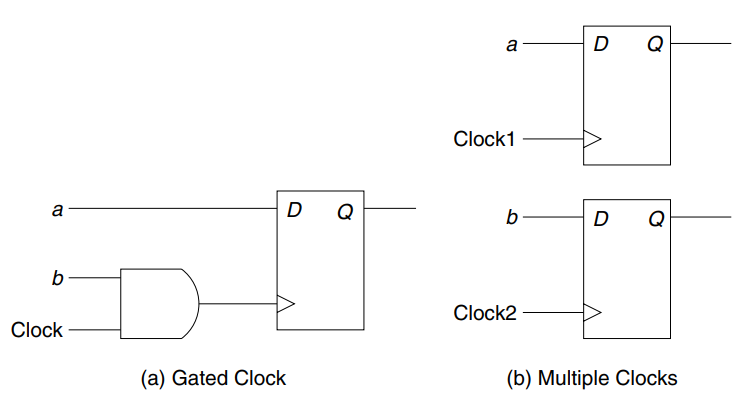 a
D Q
b
Clock
(a) Gated Clock
a
D Q
Clock1
b
D Q
Clock2
(b) Multiple Clocks